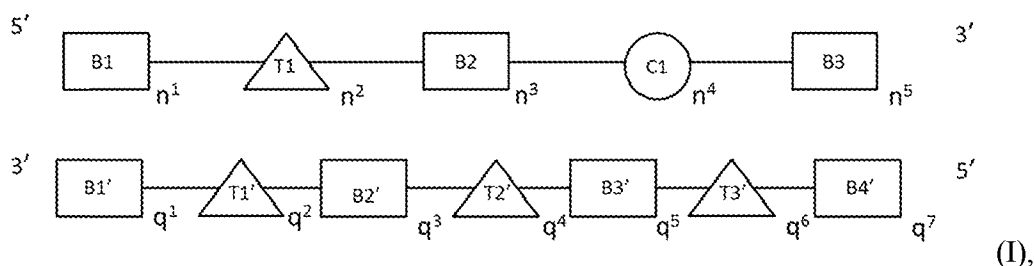 5′ B1 n¹ T1 n² B2 n³ C1 n⁴ B3 n⁵ 3′
3′ B1′ q¹ T1′ q² B2′ q³ T2′ q⁴ B3′ q⁵ T3′ q⁶ B4′ q⁷ 5′
(I),